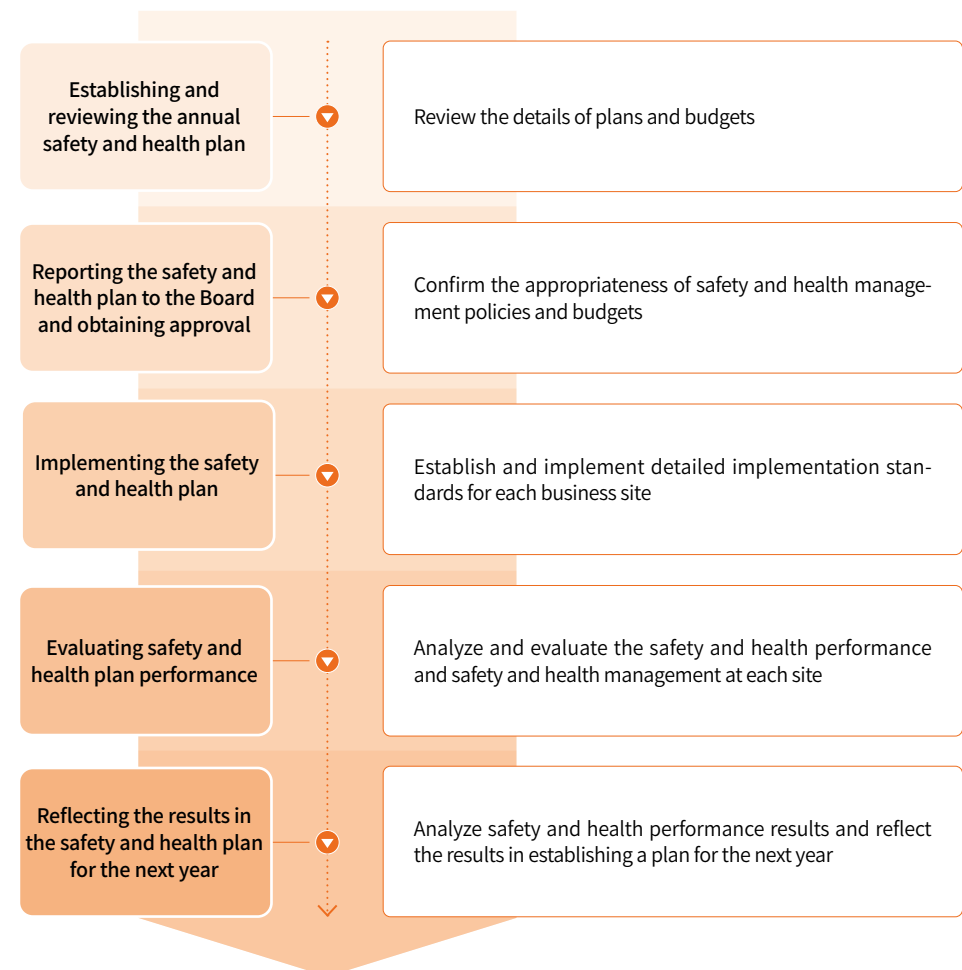 Establishing and
reviewing the annual
safety and health plan
Review the details of plans and budgets
Reporting the safety and
health plan to the Board
and obtaining approval
Confirm the appropriateness of safety and health manage-
ment policies and budgets
Implementing the safety
and health plan
Establish and implement detailed implementation stan-
dards for each business site
Evaluating safety and
health plan performance
Analyze and evaluate the safety and health performance
and safety and health management at each site
Reflecting the results in
the safety and health plan
for the next year
Analyze safety and health performance results and reflect
the results in establishing a plan for the next year